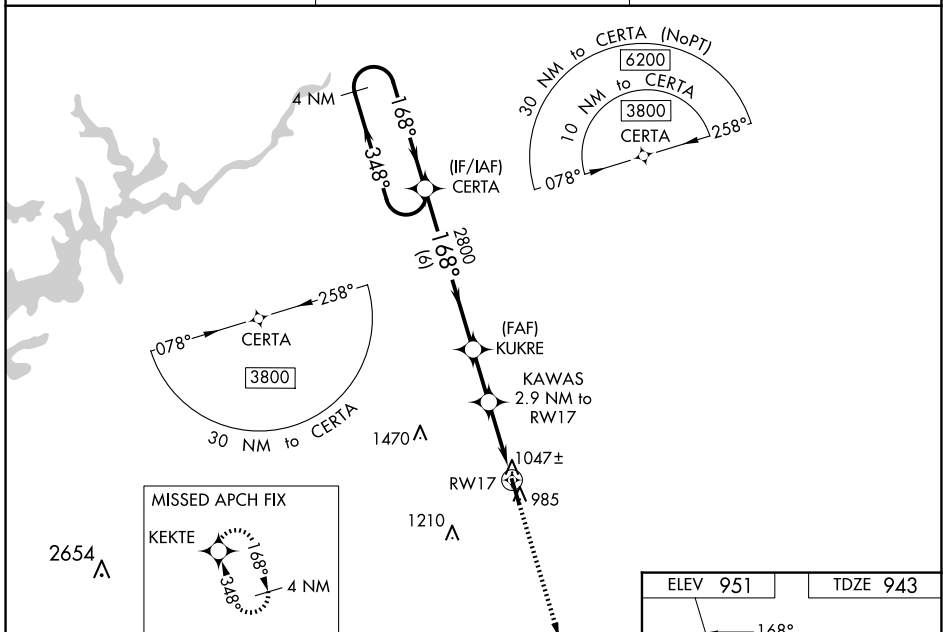 30 NM to CERTA (NoPT)
6200
10 NM to CERTA
3800
CERTA
078°
258°
4 NM
168°
348°
(IF/IAF)
CERTA
2800
168°
(6)
078°
258°
CERTA
3800
30 NM to CERTA
(FAF)
KUKRE
KAWAS
2.9 NM to
RW17
1470
1047±
RW17
985
1210
2654
MISSED APCH FIX
KEKTE
168°
348°
4 NM
ELEV 951
TDZE 943
168°